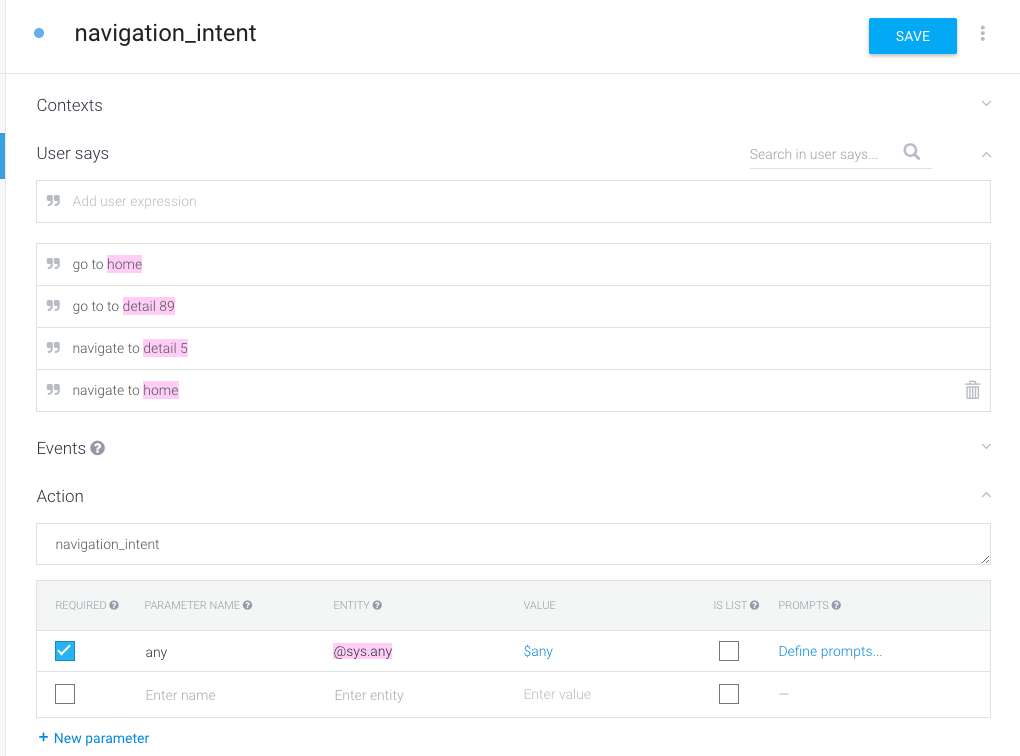 navigation_intent
SAVE
Contexts
User says
Search in user says...
Add user expression
go to home
go to to detail 89
navigate to detail 5
navigate to home
Events
Action
navigation_intent
REQUIRED PARAMETER NAME ENTITY VALUE IS LIST PROMPTS
any @sys.any $any Define prompts...
Enter name Enter entity Enter value –
+ New parameter